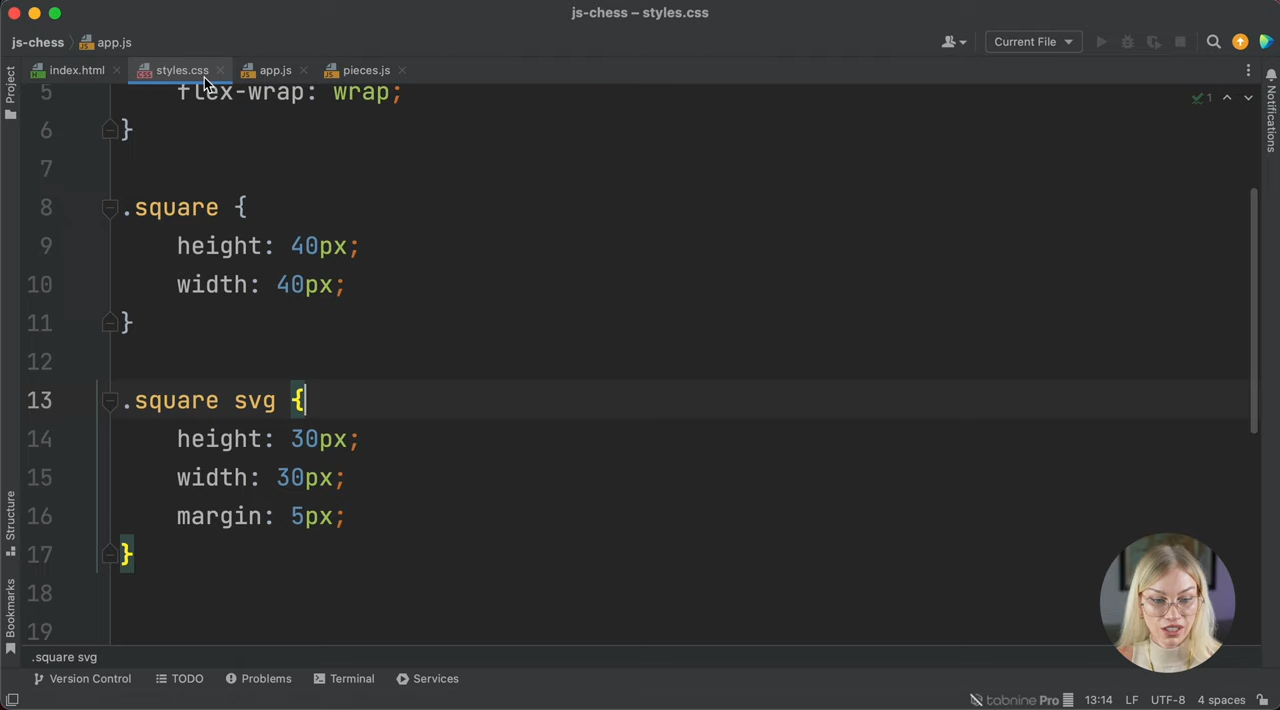 js-chess – styles.css
js-chess 〉 app.js
Current File
index.html
styles.css
app.js
pieces.js
Project
Notifications
1
5 flex-wrap: wrap;
6 }
7
8 .square {
9 height: 40px;
10 width: 40px;
11 }
12
13 .square svg {
14 height: 30px;
15 width: 30px;
16 margin: 5px;
17 }
18
19
Structure
Bookmarks
.square svg
Version Control
TODO
Problems
Terminal
Services
tabnine Pro
13:14
LF
UTF-8
4 spaces